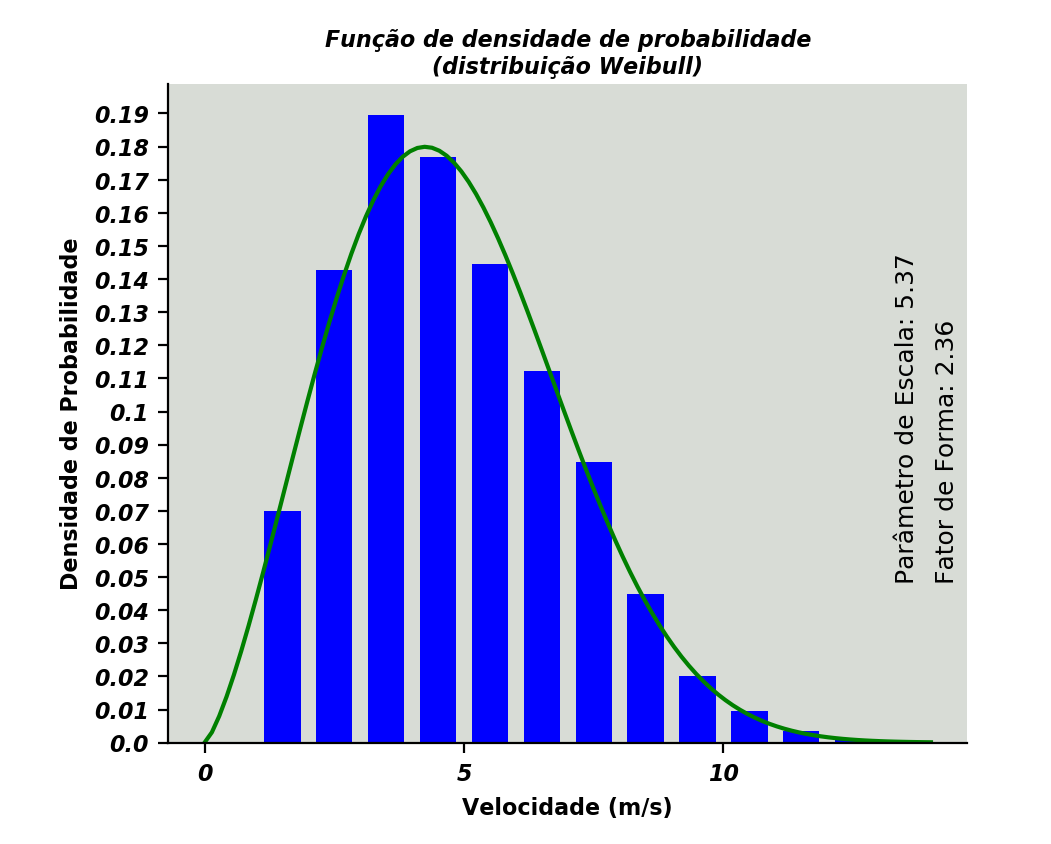 Função de densidade de probabilidade
(distribuição Weibull)
Densidade de Probabilidade
0.19
0.18
0.17
0.16
0.15
0.14
0.13
0.12
0.11
0.1
0.09
0.08
0.07
0.06
0.05
0.04
0.03
0.02
0.01
0.0
Parâmetro de Escala: 5.37
Fator de Forma: 2.36
0 5 10
Velocidade (m/s)